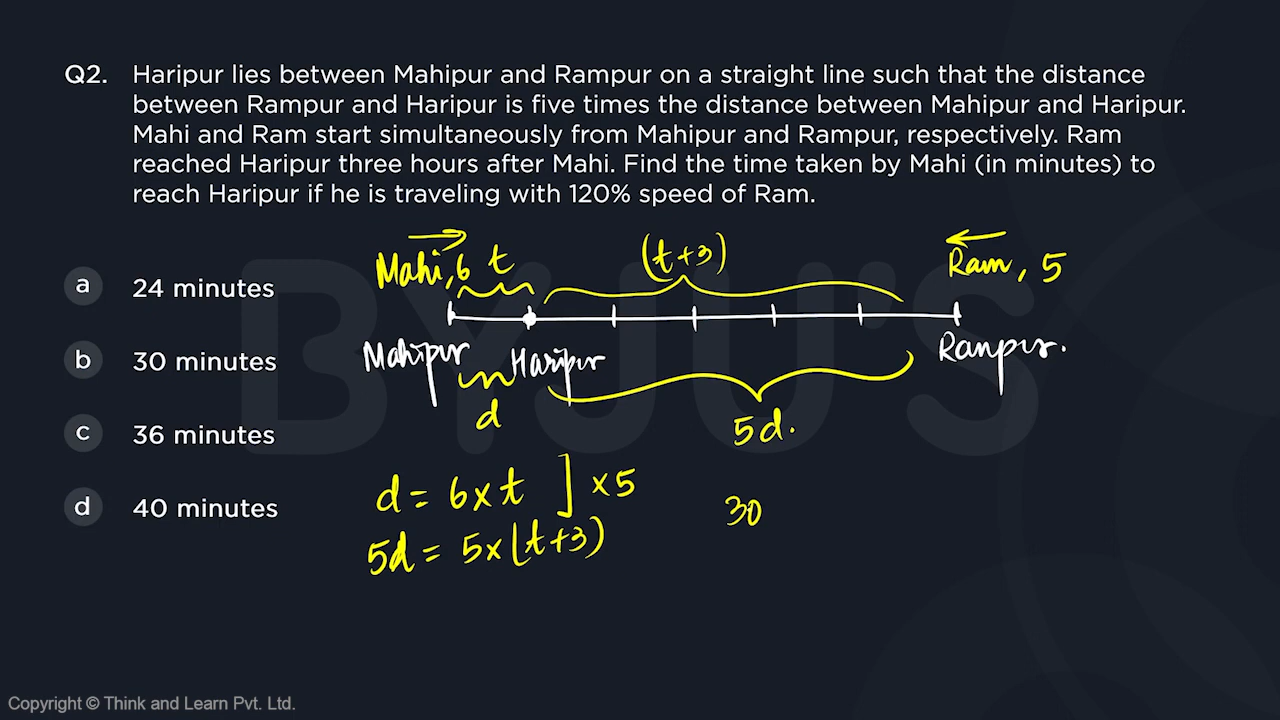 Q2. Haripur lies between Mahipur and Rampur on a straight line such that the distance
between Rampur and Haripur is five times the distance between Mahipur and Haripur.
Mahi and Ram start simultaneously from Mahipur and Rampur, respectively. Ram
reached Haripur three hours after Mahi. Find the time taken by Mahi (in minutes) to
reach Haripur if he is traveling with 120% speed of Ram.
Mahi, 6 t (t+3) Ram, 5
a 24 minutes
Mahipur Haripur Ranpur.
b 30 minutes
d 5d.
c 36 minutes
BYJU'S
d = 6 x t ] x 5
d 40 minutes
30
5d = 5 x (t+3)
Copyright © Think and Learn Pvt. Ltd.